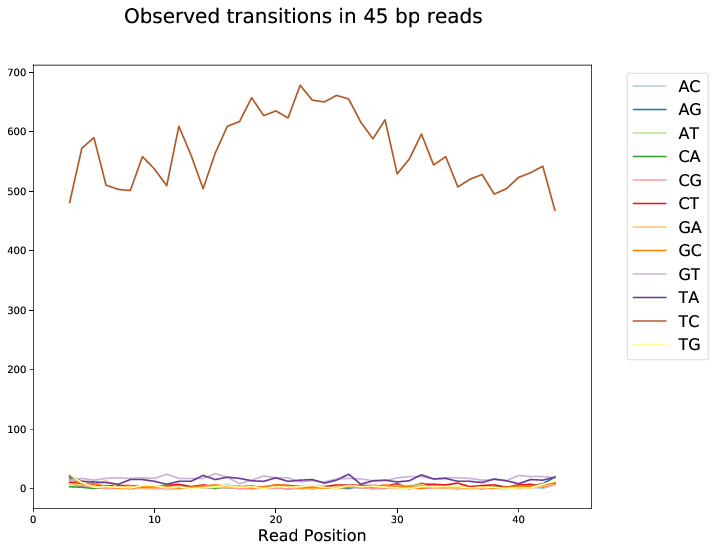 Observed transitions in 45 bp reads
700
600
500
400
300
200
100
0
0 10 20 30 40
Read Position
AC
AG
AT
CA
CG
CT
GA
GC
GT
TA
TC
TG